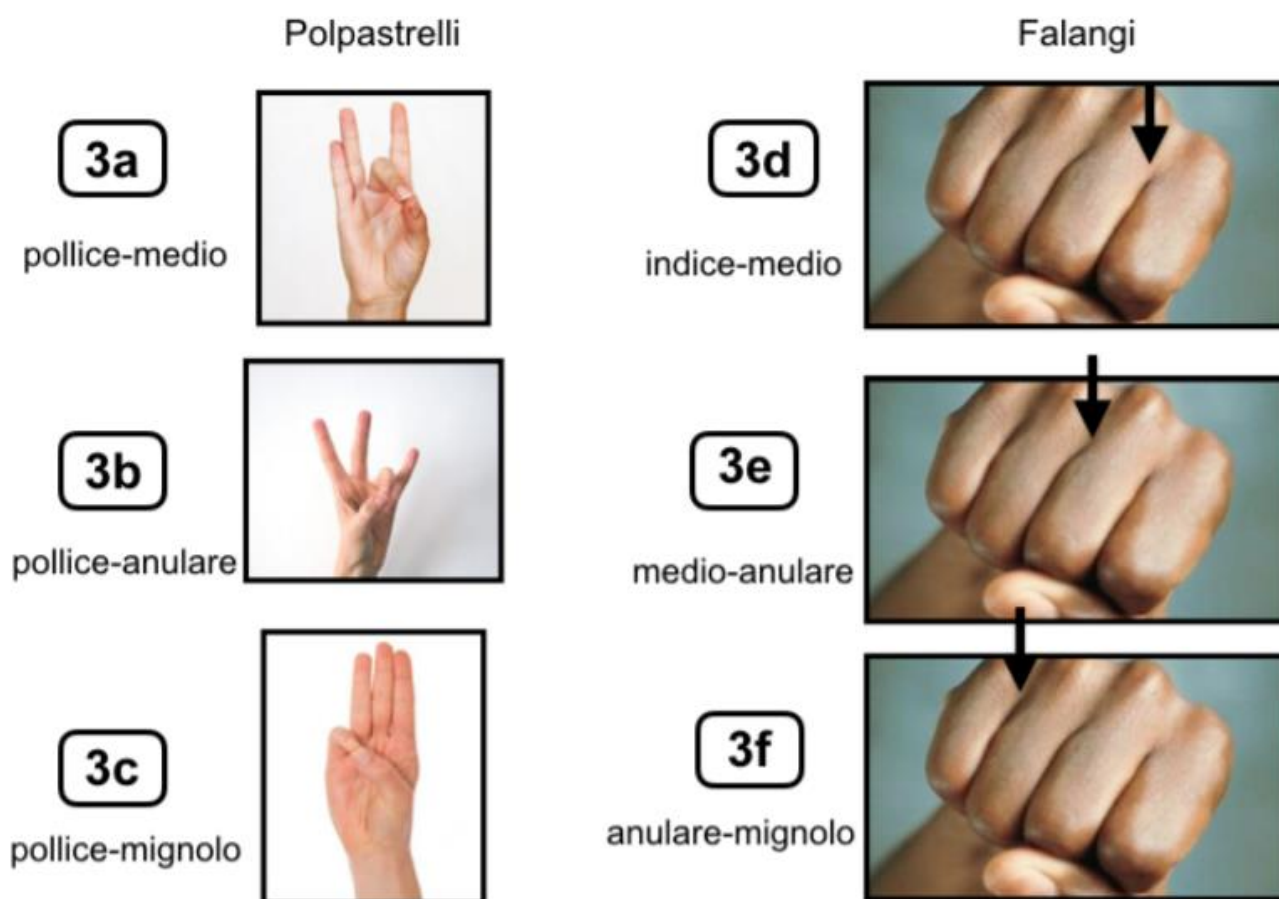 Polpastrelli
3a
pollice-medio
3b
pollice-anulare
3c
pollice-mignolo
Falangi
3d
indice-medio
3e
medio-anulare
3f
anulare-mignolo